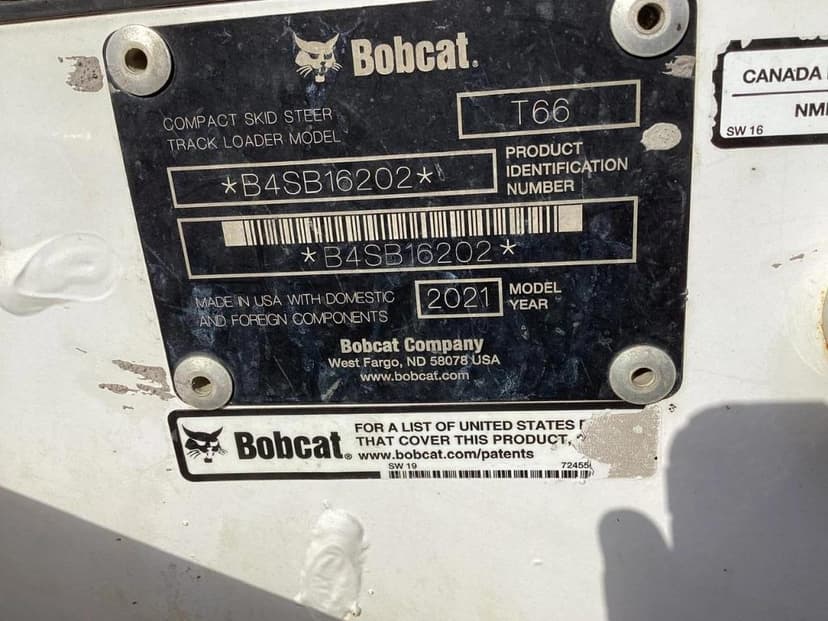 Bobcat.
COMPACT SKID STEER
TRACK LOADER MODEL
T66
*B4SB16202*
PRODUCT
IDENTIFICATION
NUMBER
*B4SB16202*
MADE IN USA WITH DOMESTIC
AND FOREIGN COMPONENTS
2021
MODEL
YEAR
Bobcat Company
West Fargo, ND 58078 USA
www.bobcat.com
Bobcat®
FOR A LIST OF UNITED STATES
THAT COVER THIS PRODUCT,
www.bobcat.com/patents
SW 19
72455
CANADA
NM
SW 16